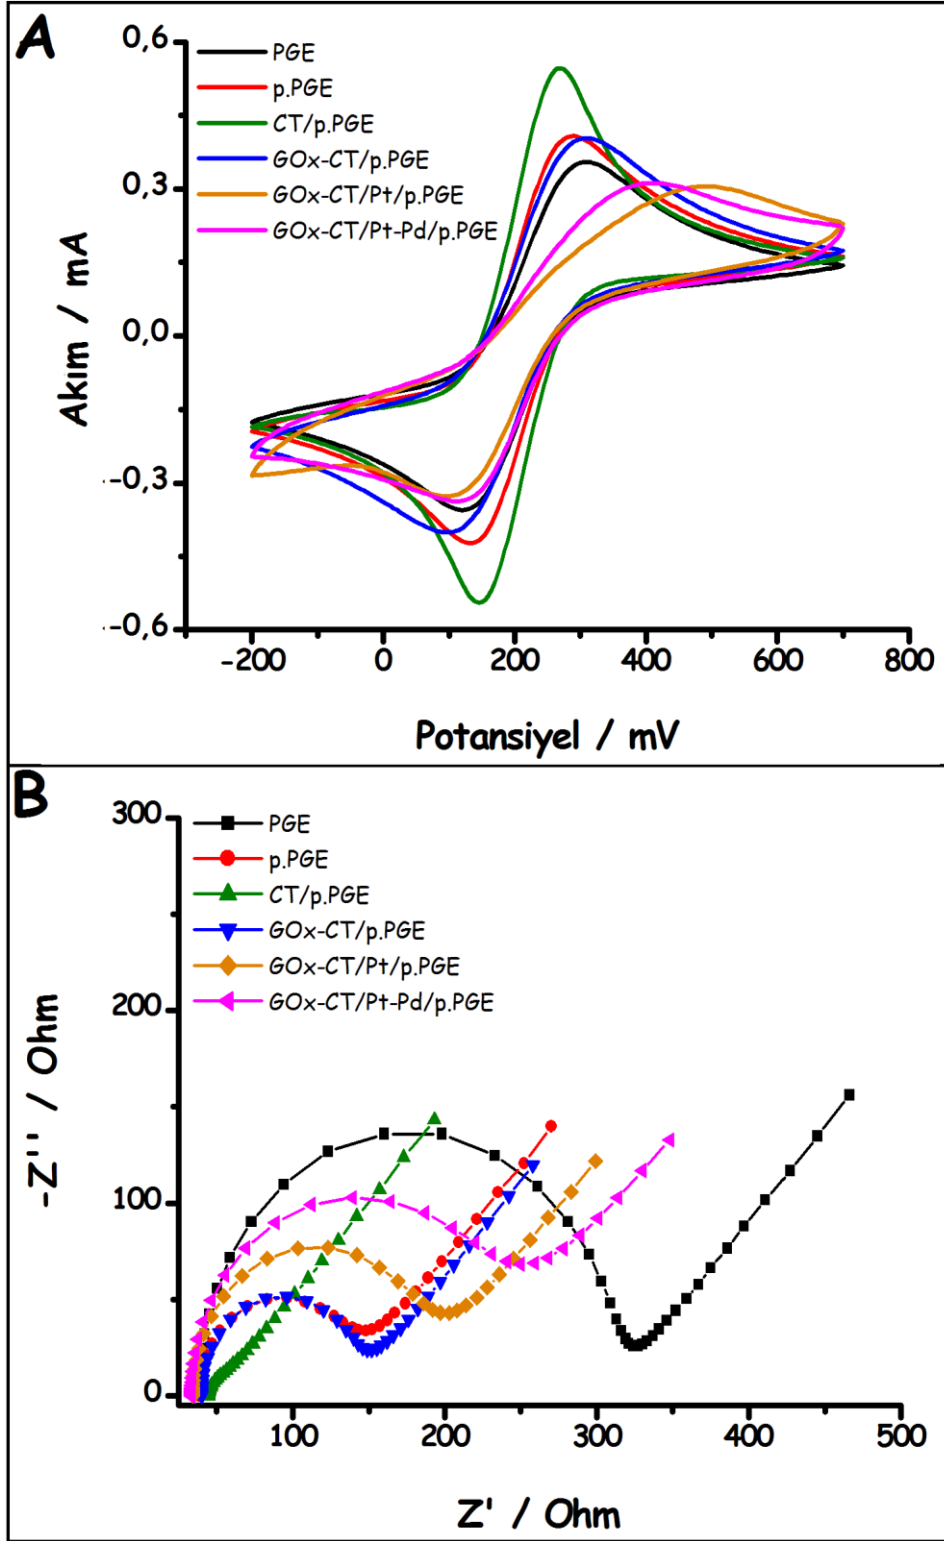 A
0,6
PGE
p.PGE
CT/p.PGE
GOx-CT/p.PGE
0,3
GOx-CT/Pt/p.PGE
GOx-CT/Pt-Pd/p.PGE
0,0
Akim / mA
-0,3
-0,6
-200 0 200 400 600 800
Potansiyel / mV
B
300
PGE
p.PGE
CT/p.PGE
GOx-CT/p.PGE
GOx-CT/Pt/p.PGE
GOx-CT/Pt-Pd/p.PGE
200
-Z'' / Ohm
100
0
100 200 300 400 500
Z' / Ohm